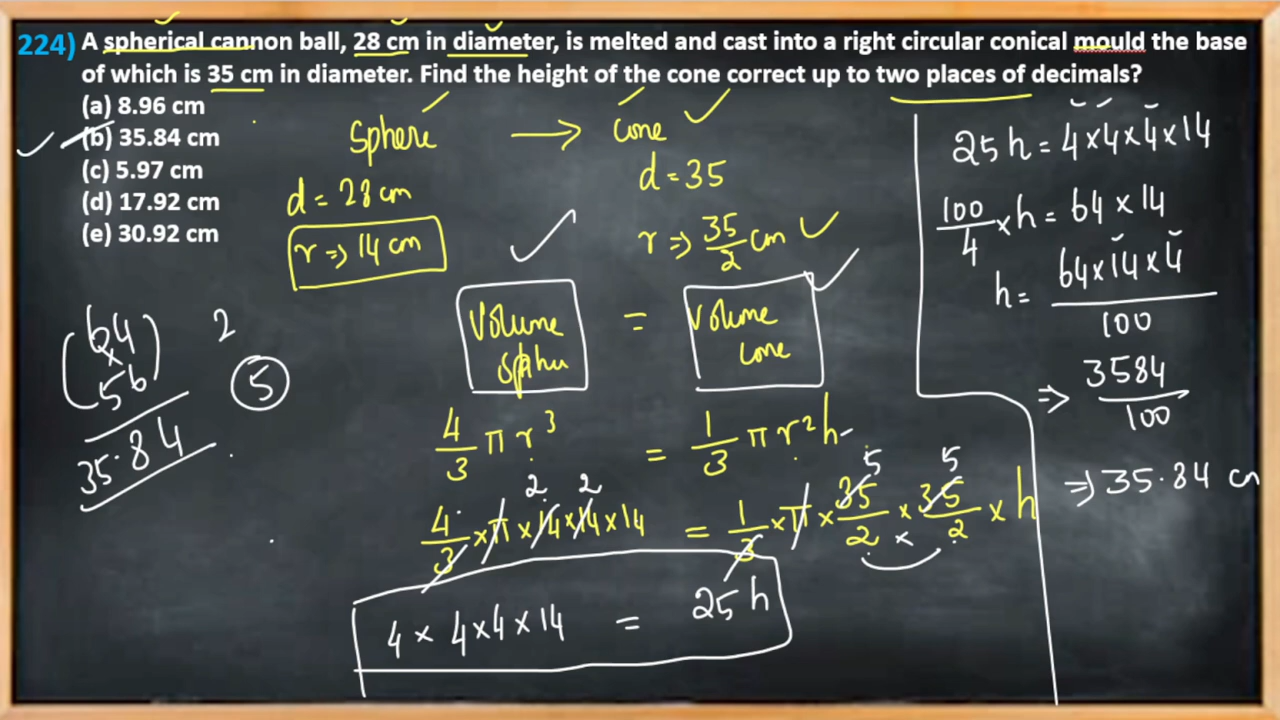 224) A spherical cannon ball, 28 cm in diameter, is melted and cast into a right circular conical mould the base
of which is 35 cm in diameter. Find the height of the cone correct up to two places of decimals?
(a) 8.96 cm
(b) 35.84 cm
(c) 5.97 cm
(d) 17.92 cm
(e) 30.92 cm
Sphere → Cone
d = 28 cm
r ⇒ 14 cm
d = 35
r ⇒ 35/2 cm
Volume = Volume
cone
4/3 π r³ = 1/3 π r² h
2 2 5 5
4/3 × π × 14 × 14 × 14 = 1/3 × π × 35/2 × 35/2 × h
4 × 4 × 4 × 14 = 25 h
25 h = 4 × 4 × 4 × 14
100/4 × h = 64 × 14
h = 64 × 14 × 4
100
⇒ 3584
100
⇒ 35.84 cm
64
×
56
35.84
2
5